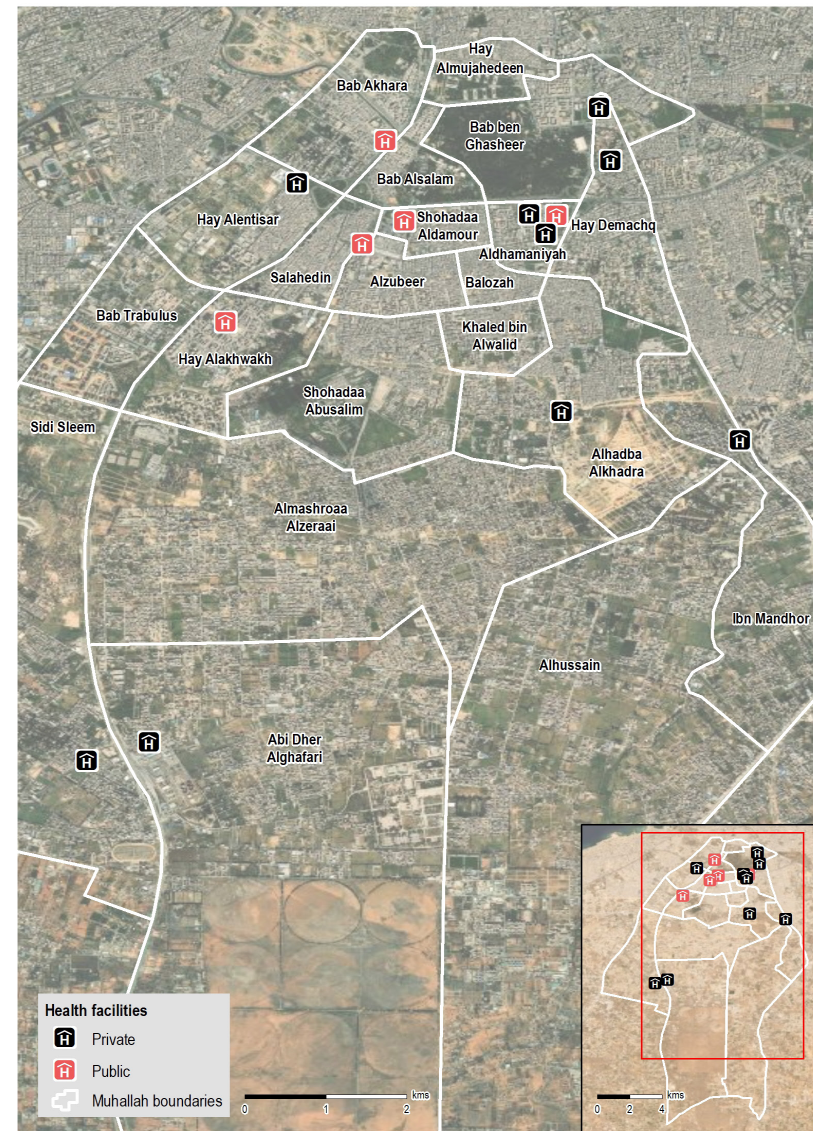 Hay
Almujahedeen
Bab Akhara
Bab ben
Ghasheer
Bab Alsalam
Hay Alentisar
Shohadaa
Aldamour
Hay Demachq
Aldhamaniyah
Salahedin
Alzubeer
Balozah
Bab Trabulus
Khaled bin
Alwalid
Hay Alakhwakh
Shohadaa
Abusalim
Sidi Sleem
Alhadba
Alkhadra
Almashroaa
Alzeraai
Ibn Mandhor
Alhussain
Abi Dher
Alghafari
Health facilities
H Private
H Public
Muhallah boundaries
kms
0 1 2
kms
0 2 4